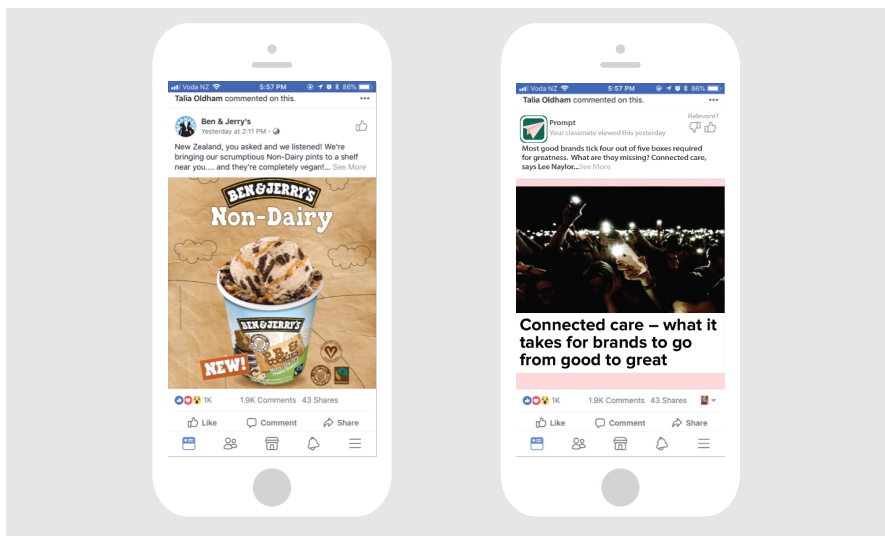 Voda NZ 5:57 PM 86%
Talia Oldham commented on this.
Ben & Jerry's
Yesterday at 2:11 PM ·
New Zealand, you asked and we listened! We're
bringing our scrumptious Non-Dairy pints to a shelf
near you.... and they're completely vegan!... See More
BEN & JERRY'S
Non-Dairy
BEN & JERRY'S
P.B. &
COOKIES
NEW!
1K 1.9K Comments 43 Shares
Like Comment Share
Voda NZ 5:57 PM 86%
Talia Oldham commented on this.
Relevant?
Prompt
Your classmate viewed this yesterday
Most good brands tick four out of five boxes required
for greatness. What are they missing? Connected care,
says Lee Naylor...See More
Connected care – what it
takes for brands to go
from good to great
1K 1.9K Comments 43 Shares
Like Comment Share